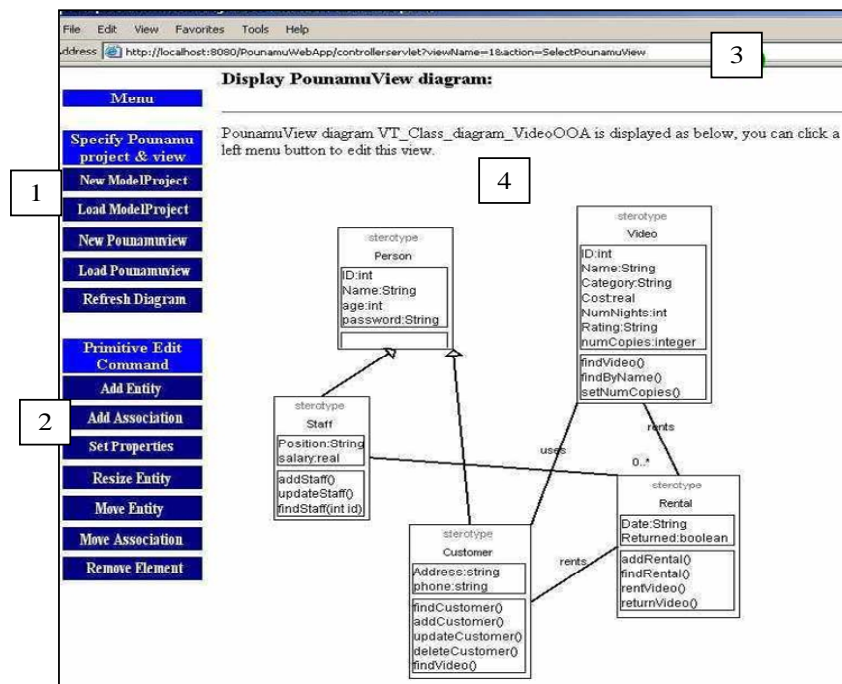 File Edit View Favorites Tools Help
Address http://localhost:8080/PounamuWebApp/controllerservlet?viewName=1&action=SelectPounamuView
3
Menu
Specify Pounamu
project & view
1
New ModelProject
Load ModelProject
New Pounamuview
Load Pounamuview
Refresh Diagram
Primitive Edit
Command
2
Add Entity
Add Association
Set Properties
Resize Entity
Move Entity
Move Association
Remove Element
Display PounamuView diagram:
PounamuView diagram VT_Class_diagram_VideoOOA is displayed as below, you can click a
left menu button to edit this view.
4
sterotype
Person
ID:int
Name:String
age:int
password:String
sterotype
Video
ID:int
Name:String
Category:String
Cost:real
NumNights:int
Rating:String
numCopies:integer
findVideo()
findByName()
setNumCopies()
sterotype
Staff
Position:String
salary:real
addStaff()
updateStaff()
findStaff(int id)
uses
rents
0..*
sterotype
Rental
Date:String
Returned:boolean
addRental()
findRental()
rentVideo()
returnVideo()
rents
sterotype
Customer
Address:string
phone:string
findCustomer()
addCustomer()
updateCustomer()
deleteCustomer()
findVideo()